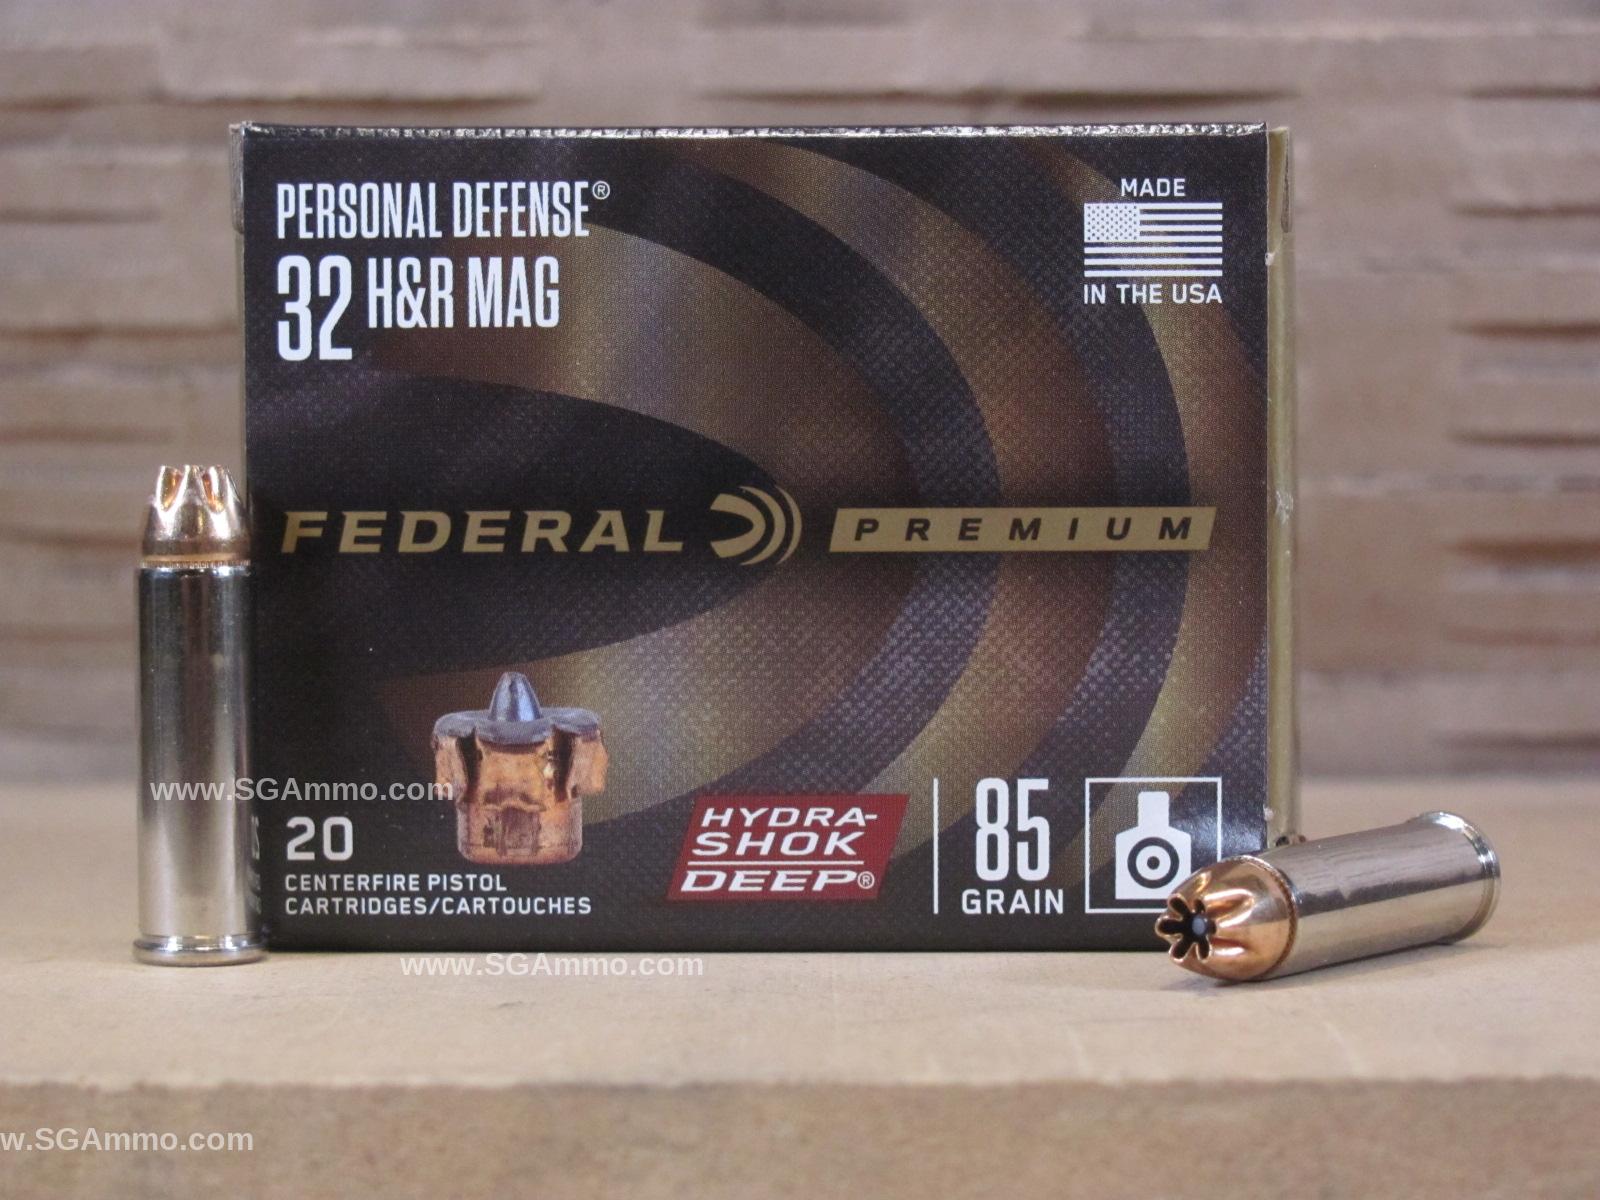 PERSONAL DEFENSE®
32 H&R MAG
MADE
IN THE USA
FEDERAL PREMIUM
www.SGAmmo.com
20
CENTERFIRE PISTOL
CARTRIDGES/CARTOUCHES
HYDRA-
SHOK
DEEP®
85
GRAIN
www.SGAmmo.com
w.SGAmmo.com